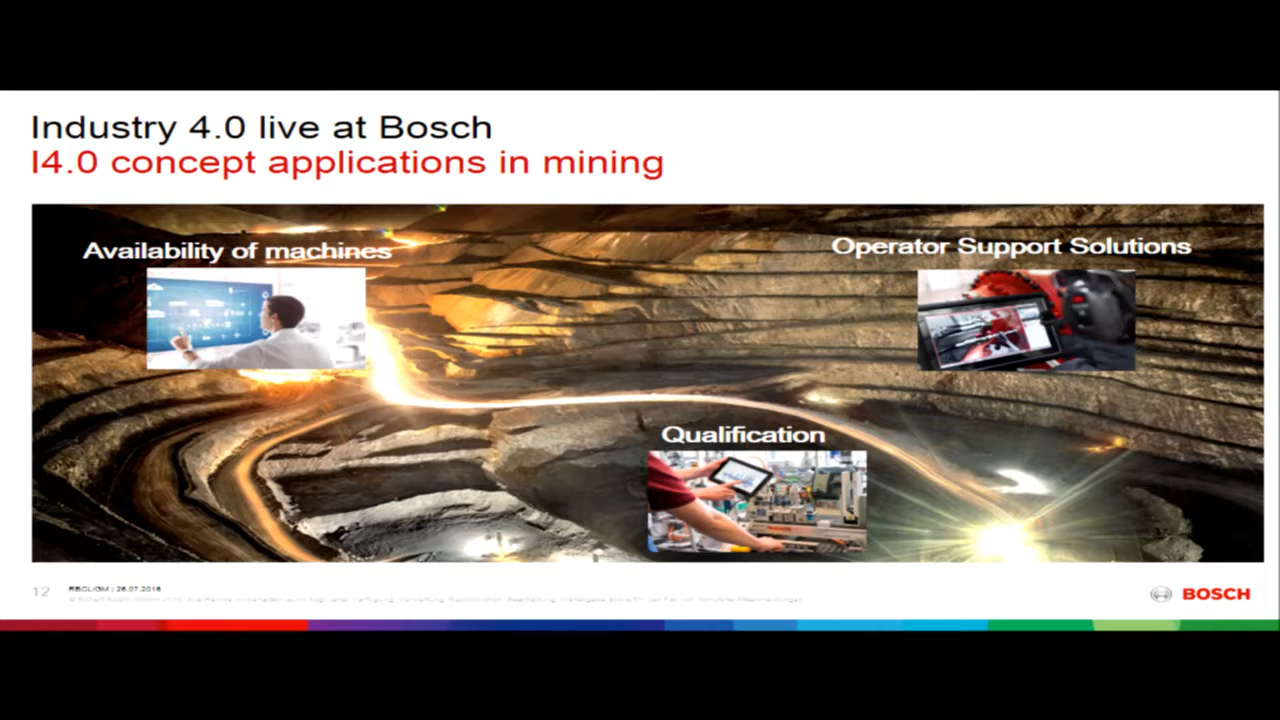 Industry 4.0 live at Bosch
I4.0 concept applications in mining
Availability of machines
Operator Support Solutions
Qualification
12
BOSCH